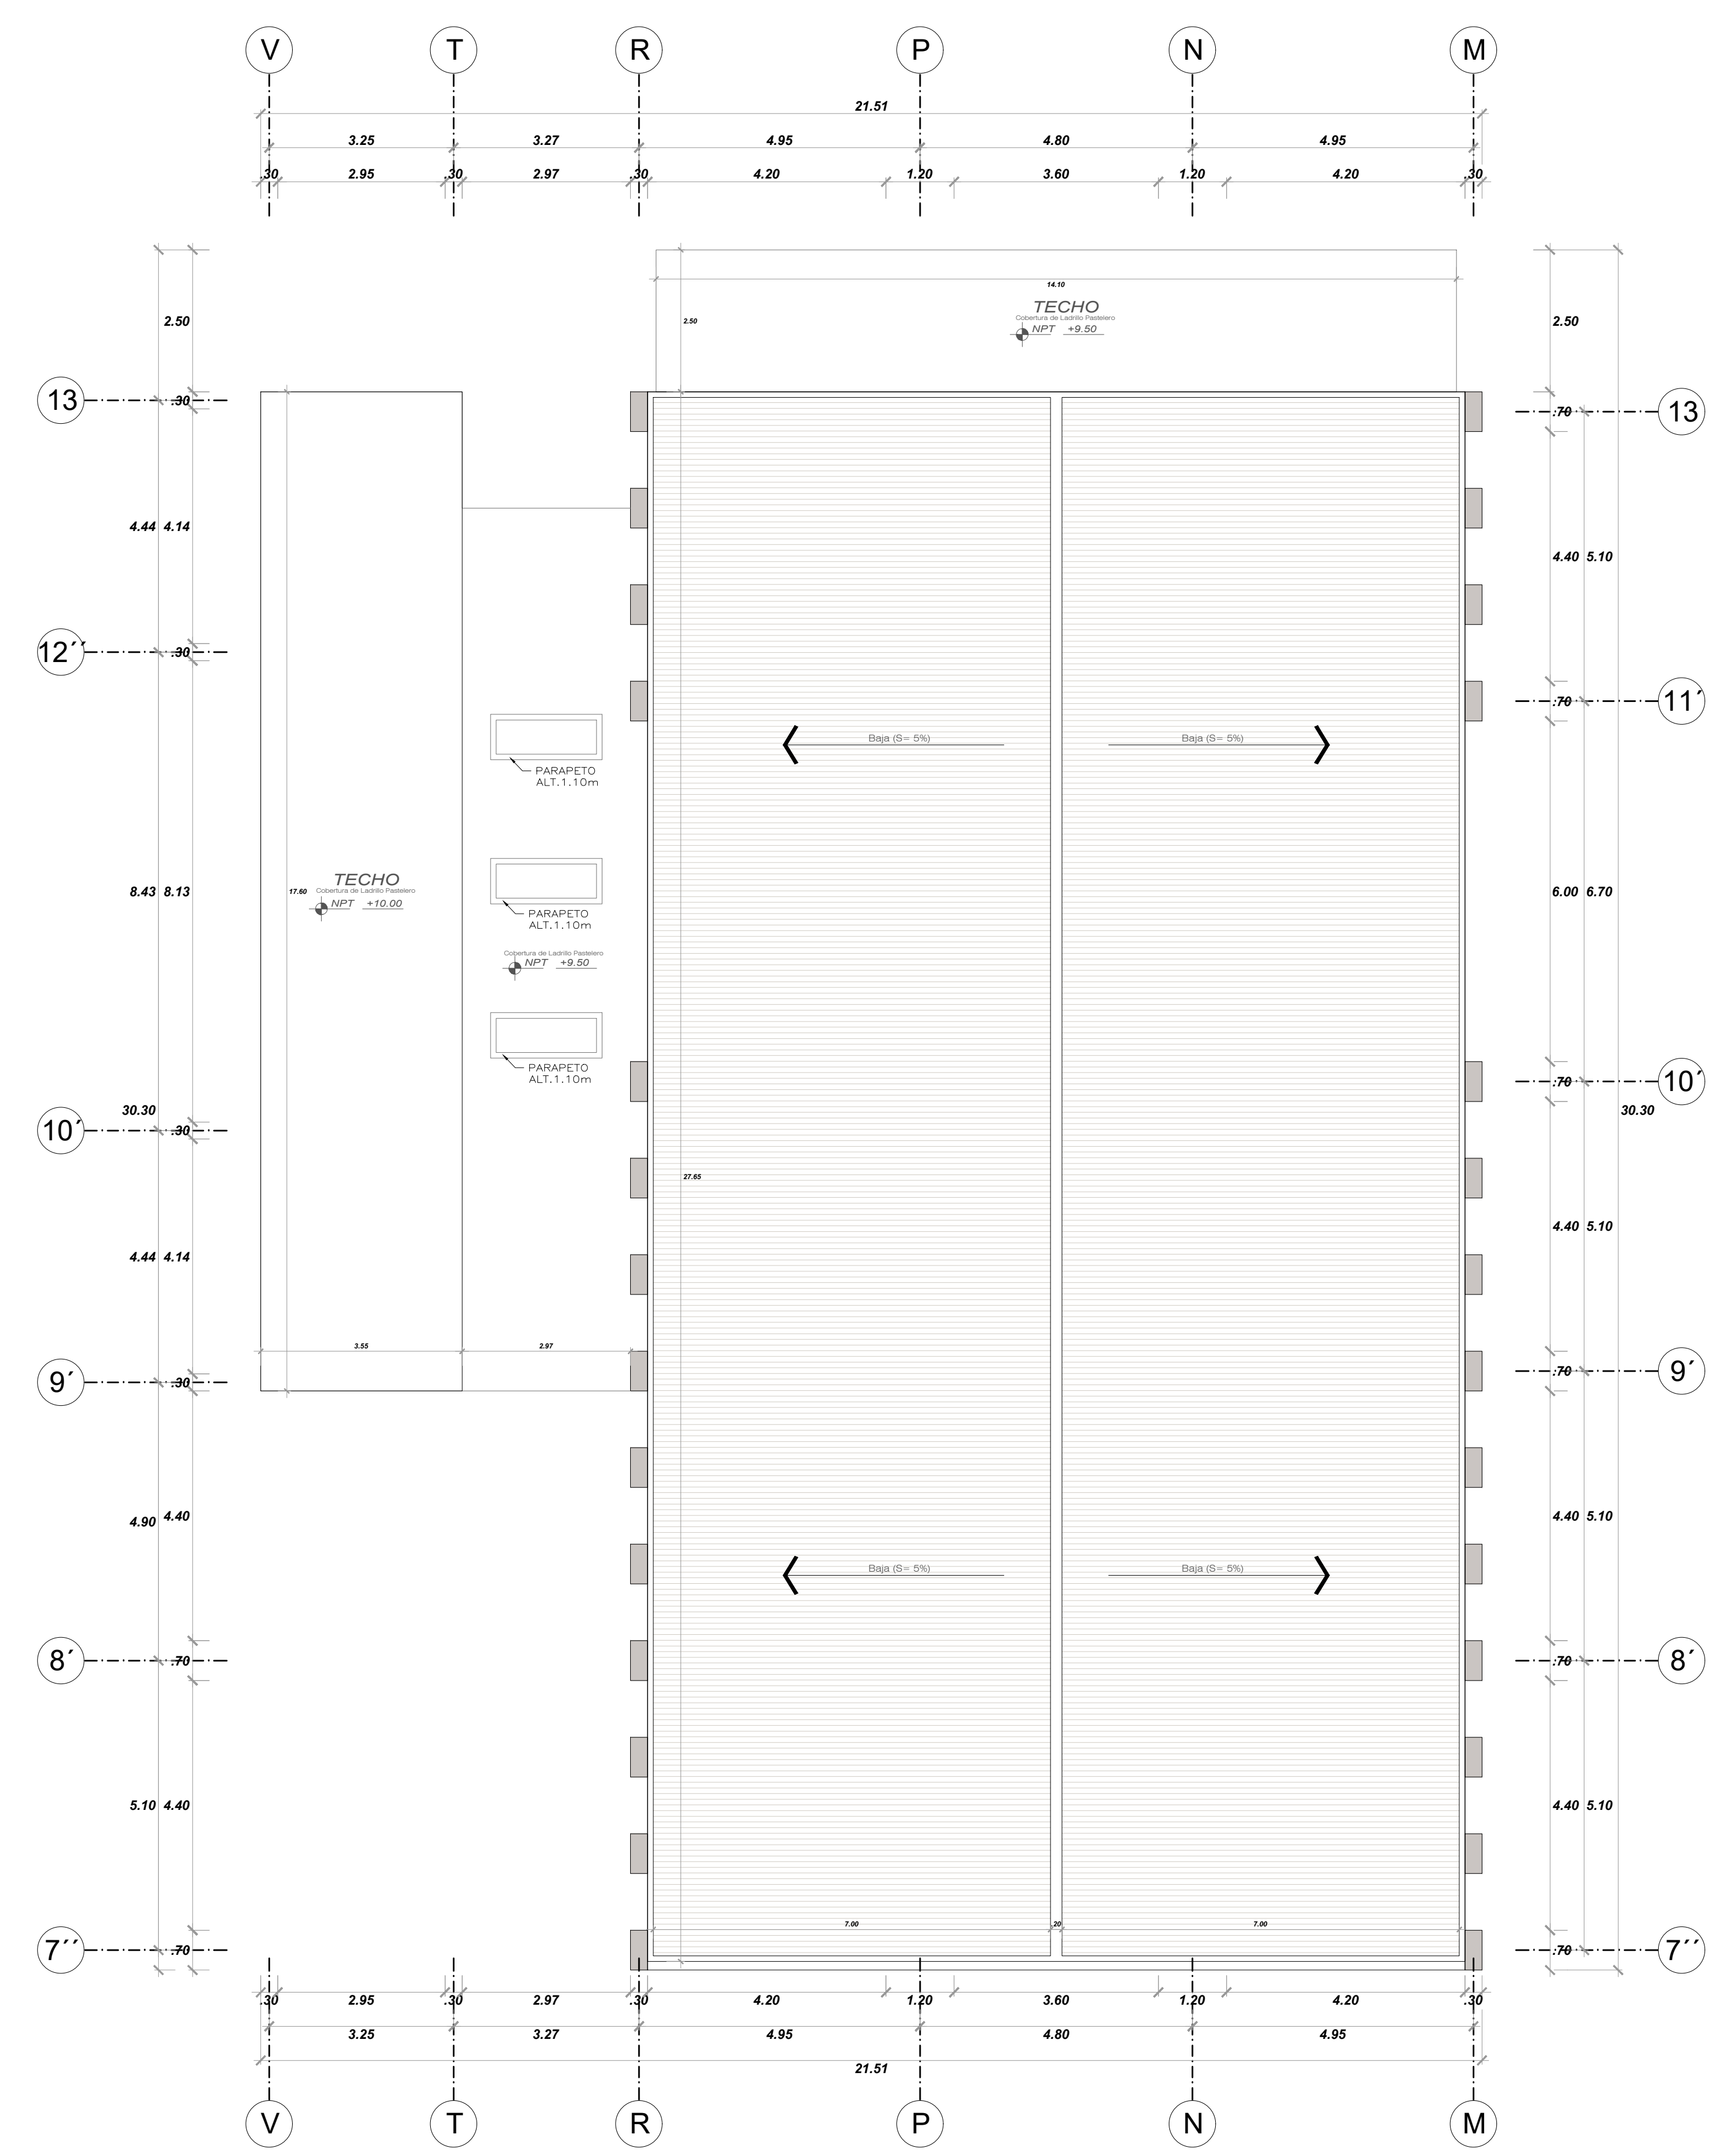 V T R P N M
21.51
3.25 3.27 4.95 4.80 4.95
.30 2.95 .30 2.97 .30 4.20 1.20 3.60 1.20 4.20 .30
14.10
TECHO
2.50 2.50 Cobertura de Ladrillo Pastelero 2.50
NPT +9.50
13 .30
.70 13
4.44 4.14
4.40 5.10
12´´ .30
.70 11´
Baja (S= 5%) Baja (S= 5%)
PARAPETO
ALT.1.10m
TECHO
8.43 8.13 17.60 Cobertura de Ladrillo Pastelero 6.00 6.70
NPT +10.00
PARAPETO
ALT.1.10m
Cobertura de Ladrillo Pastelero
NPT +9.50
PARAPETO
ALT.1.10m
.70 10´
30.30 30.30
10´ .30
27.65
4.40 5.10
4.44 4.14
3.55 2.97
.70 9´
9´ .30
4.90 4.40 4.40 5.10
Baja (S= 5%) Baja (S= 5%)
8´ .70 .70 8´
5.10 4.40 4.40 5.10
7.00 .20 7.00
7´´ .70 .70 7´´
.30 2.95 .30 2.97 .30 4.20 1.20 3.60 1.20 4.20 .30
3.25 3.27 4.95 4.80 4.95
21.51
V T R P N M